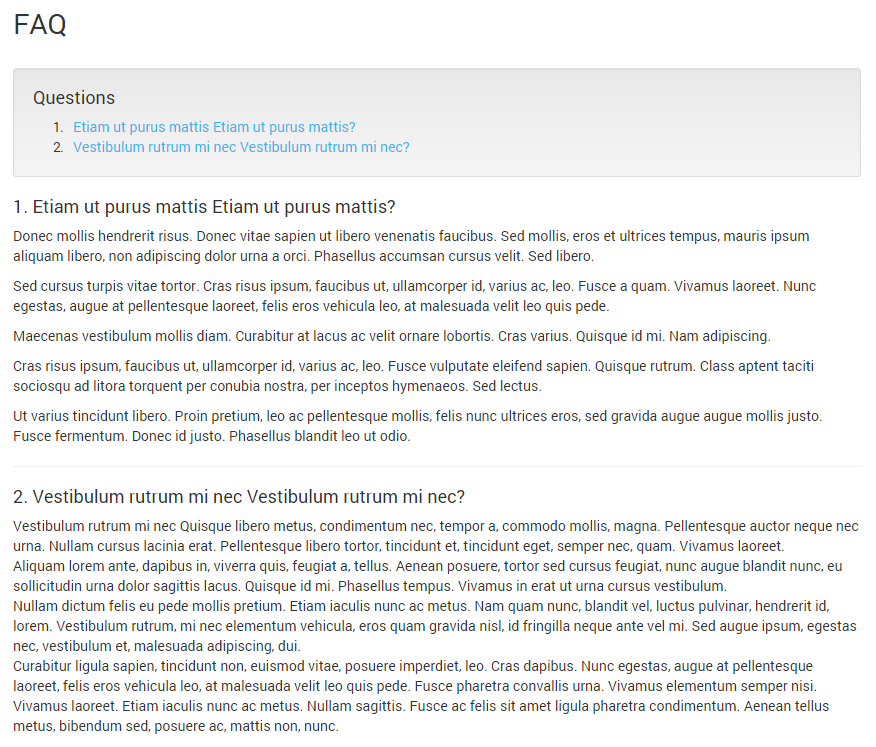 FAQ
Questions
1. Etiam ut purus mattis Etiam ut purus mattis?
2. Vestibulum rutrum mi nec Vestibulum rutrum mi nec?
1. Etiam ut purus mattis Etiam ut purus mattis?
Donec mollis hendrerit risus. Donec vitae sapien ut libero venenatis faucibus. Sed mollis, eros et ultrices tempus, mauris ipsum
aliquam libero, non adipiscing dolor urna a orci. Phasellus accumsan cursus velit. Sed libero.
Sed cursus turpis vitae tortor. Cras risus ipsum, faucibus ut, ullamcorper id, varius ac, leo. Fusce a quam. Vivamus laoreet. Nunc
egestas, augue at pellentesque laoreet, felis eros vehicula leo, at malesuada velit leo quis pede.
Maecenas vestibulum mollis diam. Curabitur at lacus ac velit ornare lobortis. Cras varius. Quisque id mi. Nam adipiscing.
Cras risus ipsum, faucibus ut, ullamcorper id, varius ac, leo. Fusce vulputate eleifend sapien. Quisque rutrum. Class aptent taciti
sociosqu ad litora torquent per conubia nostra, per inceptos hymenaeos. Sed lectus.
Ut varius tincidunt libero. Proin pretium, leo ac pellentesque mollis, felis nunc ultrices eros, sed gravida augue augue mollis justo.
Fusce fermentum. Donec id justo. Phasellus blandit leo ut odio.
2. Vestibulum rutrum mi nec Vestibulum rutrum mi nec?
Vestibulum rutrum mi nec Quisque libero metus, condimentum nec, tempor a, commodo mollis, magna. Pellentesque auctor neque nec
urna. Nullam cursus lacinia erat. Pellentesque libero tortor, tincidunt et, tincidunt eget, semper nec, quam. Vivamus laoreet.
Aliquam lorem ante, dapibus in, viverra quis, feugiat a, tellus. Aenean posuere, tortor sed cursus feugiat, nunc augue blandit nunc, eu
sollicitudin urna dolor sagittis lacus. Quisque id mi. Phasellus tempus. Vivamus in erat ut urna cursus vestibulum.
Nullam dictum felis eu pede mollis pretium. Etiam iaculis nunc ac metus. Nam quam nunc, blandit vel, luctus pulvinar, hendrerit id,
lorem. Vestibulum rutrum, mi nec elementum vehicula, eros quam gravida nisl, id fringilla neque ante vel mi. Sed augue ipsum, egestas
nec, vestibulum et, malesuada adipiscing, dui.
Curabitur ligula sapien, tincidunt non, euismod vitae, posuere imperdiet, leo. Cras dapibus. Nunc egestas, augue at pellentesque
laoreet, felis eros vehicula leo, at malesuada velit leo quis pede. Fusce pharetra convallis urna. Vivamus elementum semper nisi.
Vivamus laoreet. Etiam iaculis nunc ac metus. Nullam sagittis. Fusce ac felis sit amet ligula pharetra condimentum. Aenean tellus
metus, bibendum sed, posuere ac, mattis non, nunc.